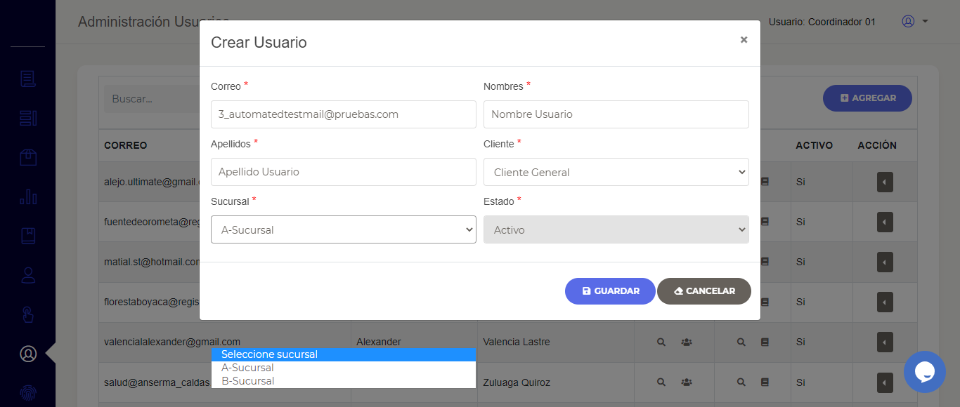 Administración Usuarios
Usuario: Coordinador 01
Crear Usuario
×
Correo *
Nombres *
3_automatedtestmail@pruebas.com
Nombre Usuario
Apellidos *
Cliente *
Apellido Usuario
Cliente General
Sucursal *
Estado *
A-Sucursal
Activo
GUARDAR
CANCELAR
Buscar...
AGREGAR
CORREO
ACTIVO
ACCIÓN
alejo.ultimate@gmail.c
Si
fuentedeorometa@reg
Si
matial.st@hotmail.com
Si
florestaboyaca@regis
Si
valencialalexander@gmail.com
Alexander
Valencia Lastre
Si
Seleccione sucursal
A-Sucursal
B-Sucursal
salud@anserma_caldas
Zuluaga Quiroz
Si